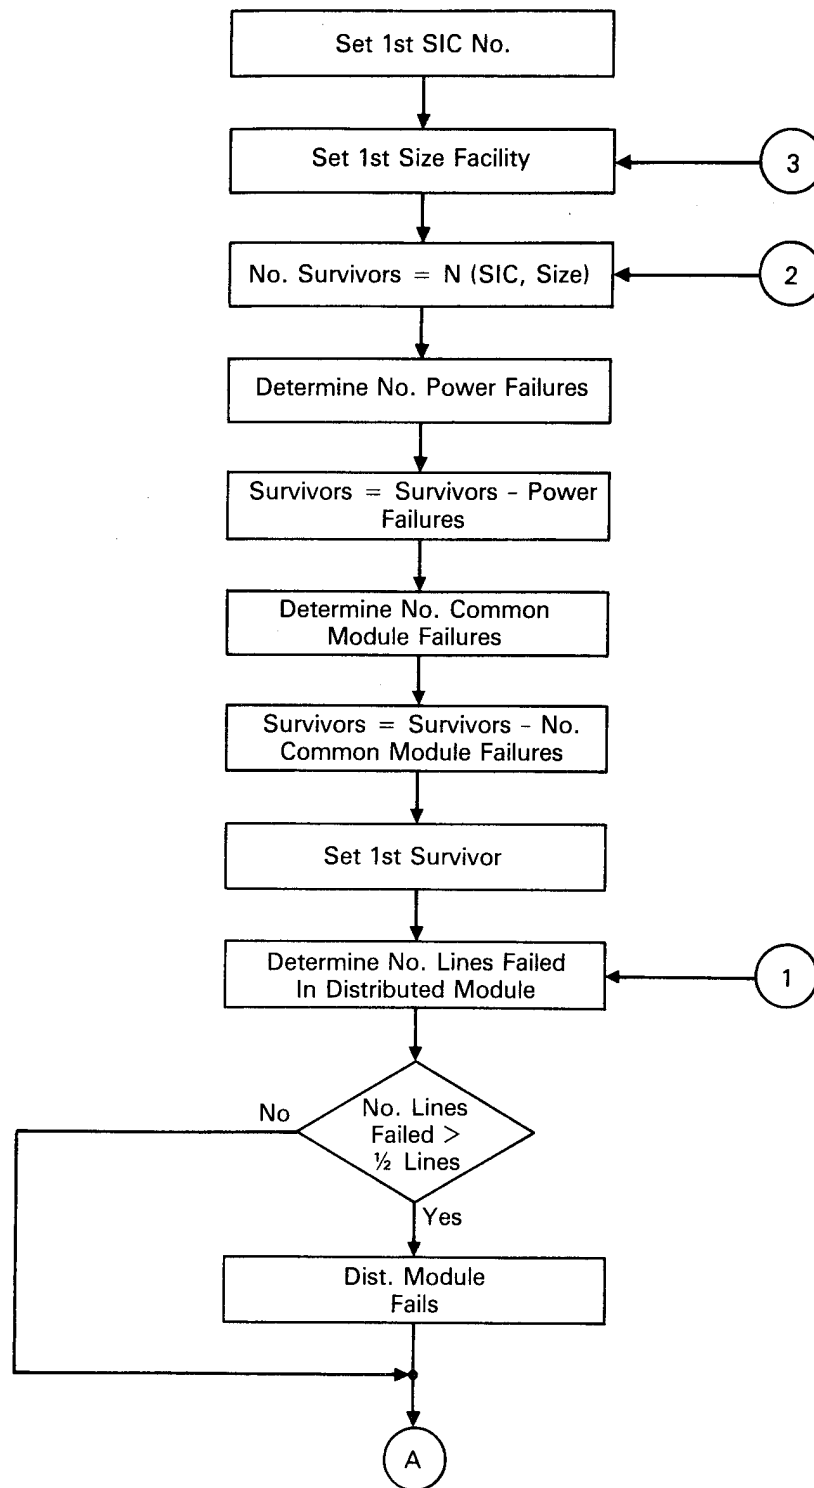 Set 1st SIC No.
Set 1st Size Facility
3
No. Survivors = N (SIC, Size)
2
Determine No. Power Failures
Survivors = Survivors - Power
Failures
Determine No. Common
Module Failures
Survivors = Survivors - No.
Common Module Failures
Set 1st Survivor
Determine No. Lines Failed
In Distributed Module
1
No
No. Lines
Failed >
½ Lines
Yes
Dist. Module
Fails
A